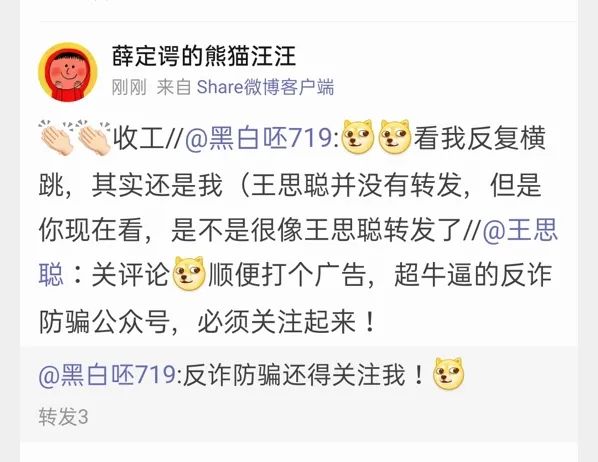 薛定谔的熊猫汪汪
刚刚 来自 Share微博客户端
收工//@黑白呸719:看我反复横
跳，其实还是我（王思聪并没有转发，但是
你现在看，是不是很像王思聪转发了//@王思
聪：关评论顺便打个广告，超牛逼的反诈
防骗公众号，必须关注起来！
@黑白呸719:反诈防骗还得关注我！
转发3